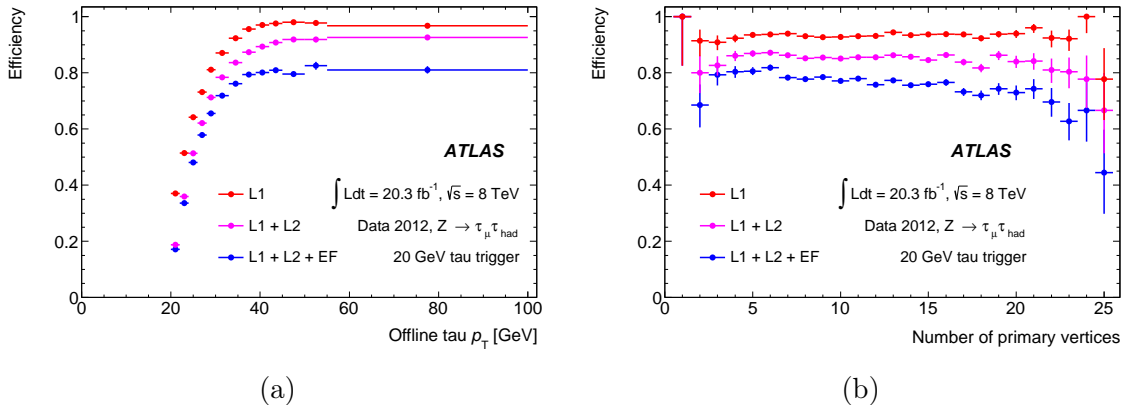 Efficiency
1
0.8
0.6
0.4
0.2
0
ATLAS
L1
∫ Ldt = 20.3 fb⁻¹, √s = 8 TeV
L1 + L2
Data 2012, Z → τ_μ τ_had
L1 + L2 + EF
20 GeV tau trigger
0 20 40 60 80 100
Offline tau p_T [GeV]
(a)
Efficiency
1
0.8
0.6
0.4
0.2
0
ATLAS
L1
∫ Ldt = 20.3 fb⁻¹, √s = 8 TeV
L1 + L2
Data 2012, Z → τ_μ τ_had
L1 + L2 + EF
20 GeV tau trigger
0 5 10 15 20 25
Number of primary vertices
(b)